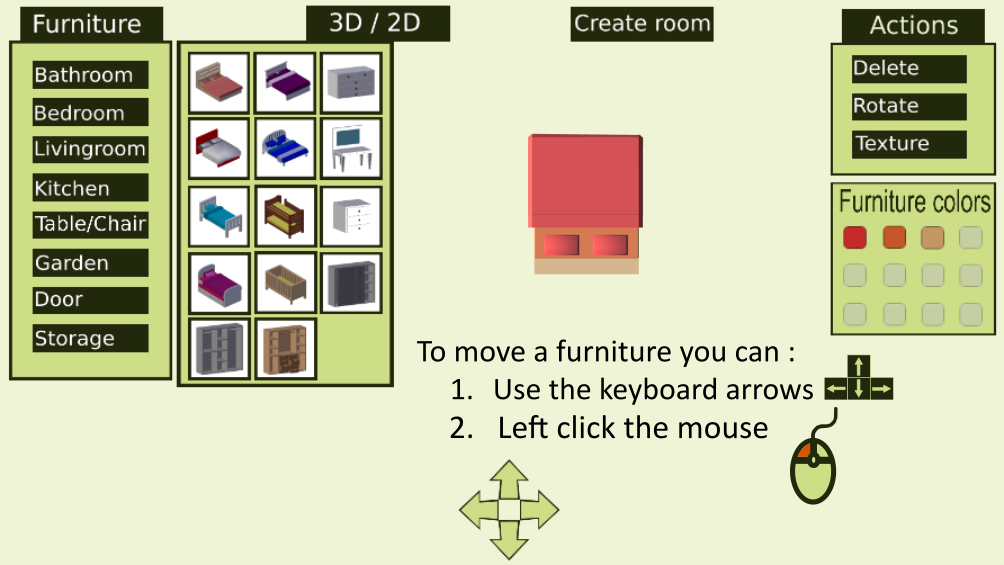 Furniture
3D / 2D
Create room
Actions
Bathroom
Bedroom
Livingroom
Kitchen
Table/Chair
Garden
Door
Storage
Delete
Rotate
Texture
Furniture colors
To move a furniture you can :
1. Use the keyboard arrows
2. Left click the mouse